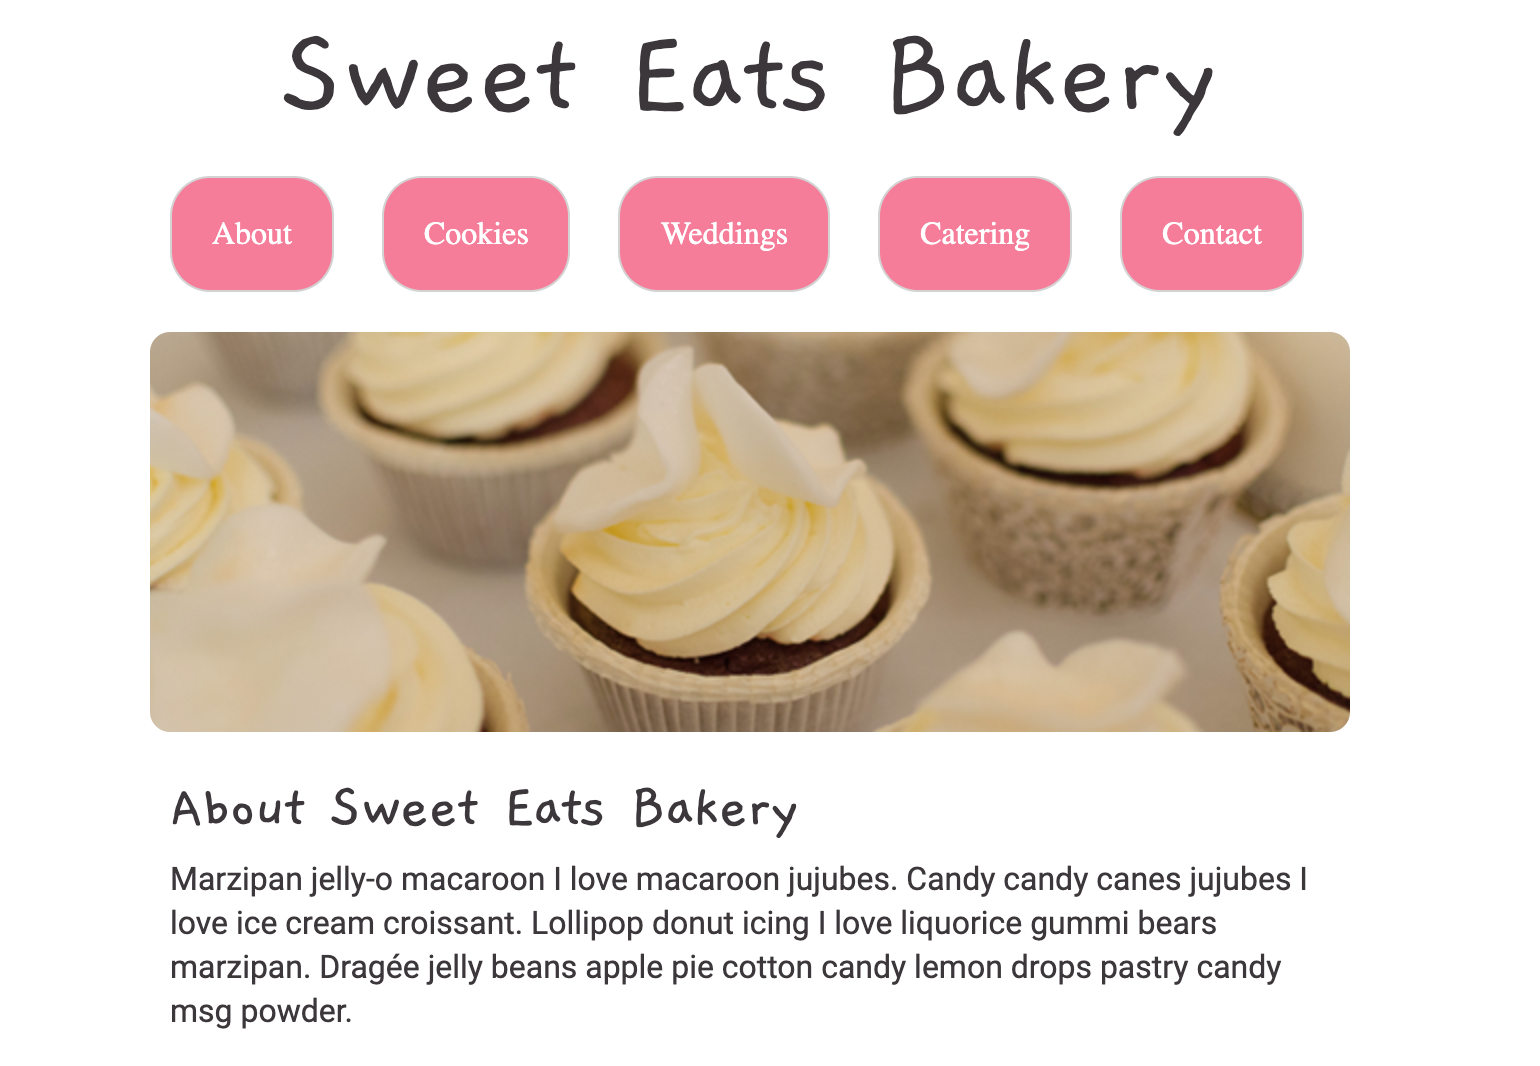 Sweet Eats Bakery
About Cookies Weddings Catering Contact
About Sweet Eats Bakery
Marzipan jelly-o macaroon I love macaroon jujubes. Candy candy canes jujubes I
love ice cream croissant. Lollipop donut icing I love liquorice gummi bears
marzipan. Dragée jelly beans apple pie cotton candy lemon drops pastry candy
msg powder.